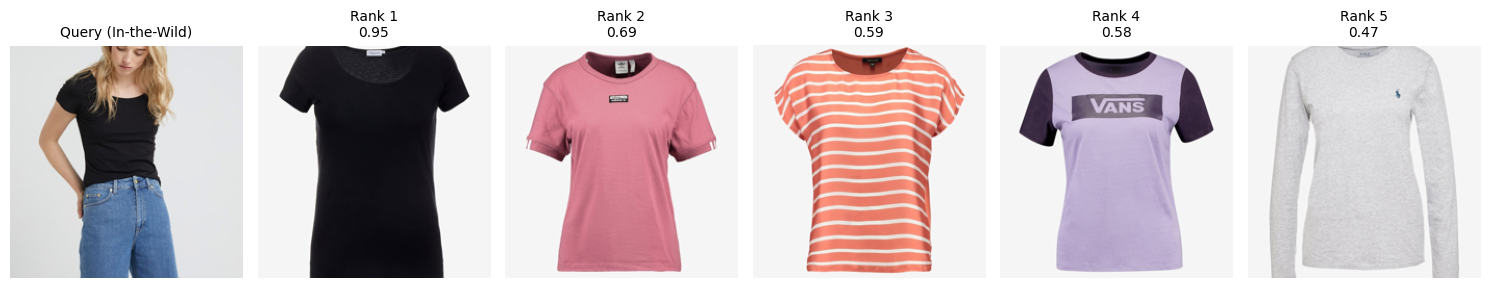 Query (In-the-Wild)
Rank 1
0.95
Rank 2
0.69
Rank 3
0.59
Rank 4
0.58
Rank 5
0.47
VANS